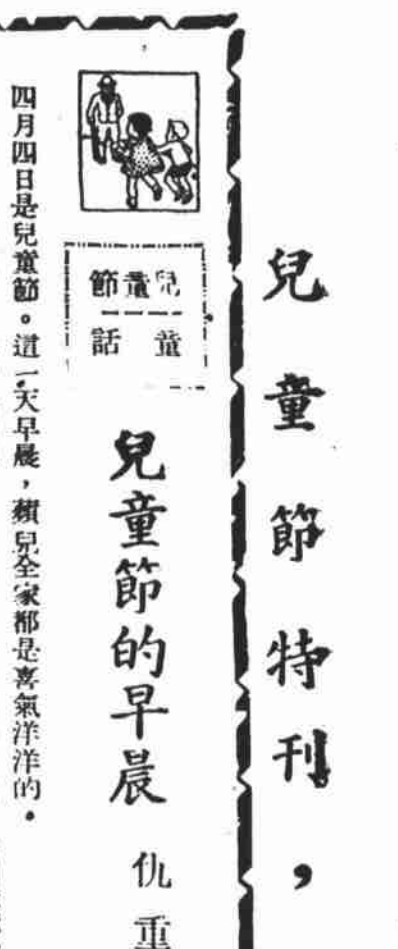 兒童節特刊，
兒童節
童話
兒童節的早晨
仇重
四月四日是兒童節。這一天早晨，蘋兒全家都是喜氣洋洋的。